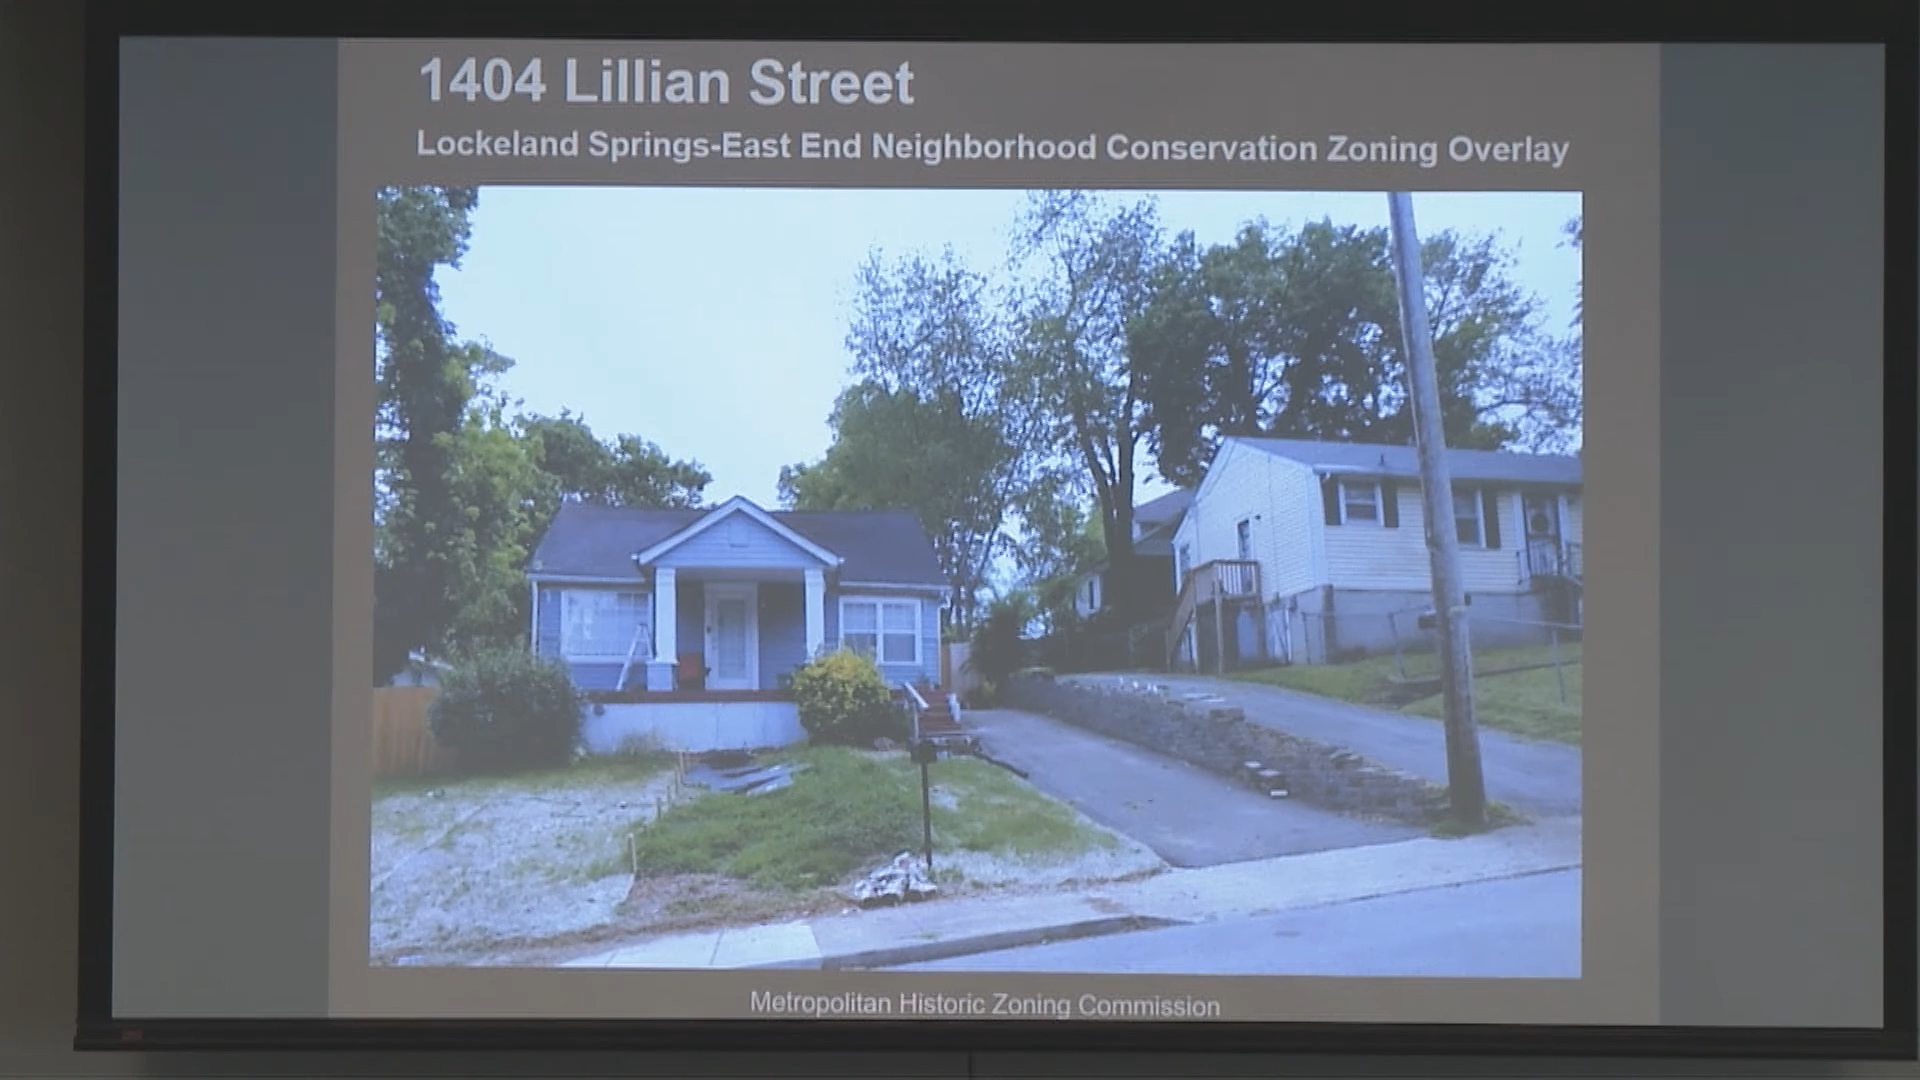 1404 Lillian Street
Lockeland Springs-East End Neighborhood Conservation Zoning Overlay
Metropolitan Historic Zoning Commission